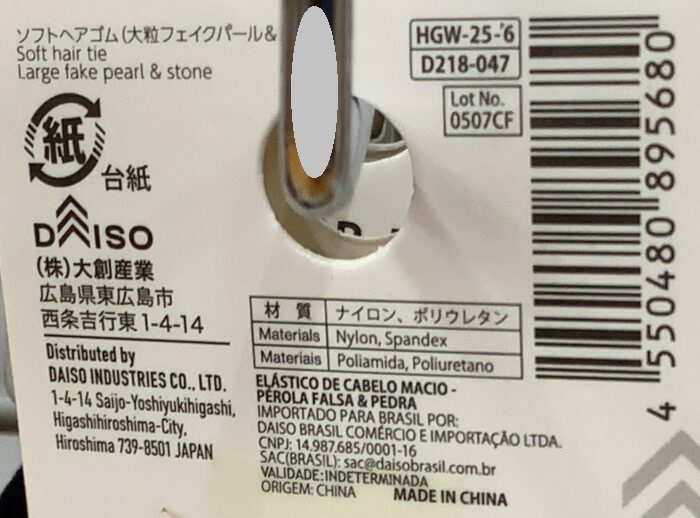 ソフトヘアゴム(大粒フェイクパール&
Soft hair tie
Large fake pearl & stone
紙
台紙
DAISO
(株)大創産業
広島県東広島市
西条吉行東1-4-14
Distributed by
DAISO INDUSTRIES CO., LTD.
1-4-14 Saijo-Yoshiyukihigashi,
Higashihiroshima-City,
Hiroshima 739-8501 JAPAN
HGW-25-'6
D218-047
Lot No.
0507CF
4 550480 895680
材 質 ナイロン、ポリウレタン
Materials Nylon, Spandex
Materiais Poliamida, Poliuretano
ELÁSTICO DE CABELO MACIO -
PÉROLA FALSA & PEDRA
IMPORTADO PARA BRASIL POR:
DAISO BRASIL COMÉRCIO E IMPORTAÇÃO LTDA.
CNPJ: 14.987.685/0001-16
SAC(BRASIL): sac@daisobrasil.com.br
VALIDADE: INDETERMINADA
ORIGEM: CHINA MADE IN CHINA